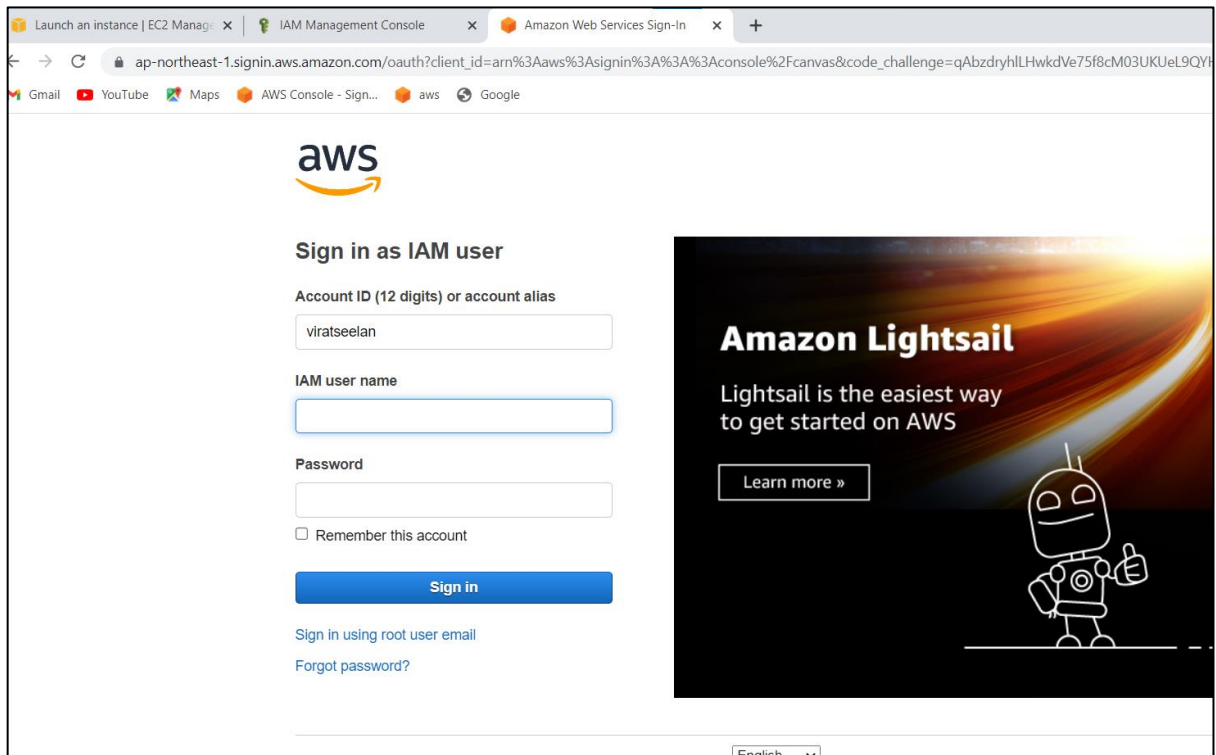 Launch an instance | EC2 Manage
IAM Management Console
Amazon Web Services Sign-In
ap-northeast-1.signin.aws.amazon.com/oauth?client_id=arn%3Aaws%3Asignin%3A%3A%3Aconsole%2Fcanvas&code_challenge=qAbzdryhlLHwkdVe75f8cM03UKUeL9QYH
Gmail YouTube Maps AWS Console - Sign... aws Google
aws
Sign in as IAM user
Account ID (12 digits) or account alias
viratseelan
IAM user name
Password
Remember this account
Sign in
Sign in using root user email
Forgot password?
Amazon Lightsail
Lightsail is the easiest way
to get started on AWS
Learn more »
English